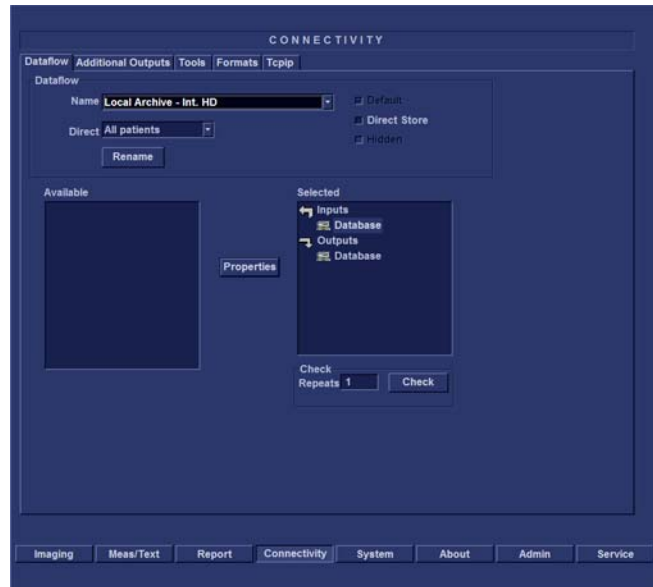 CONNECTIVITY
Dataflow Additional Outputs Tools Formats Tcpip
Dataflow
Name Local Archive - Int. HD
Default
Direct All patients
Direct Store
Hidden
Rename
Available
Selected
Inputs
Database
Outputs
Database
Properties
Check
Repeats 1 Check
Imaging Meas/Text Report Connectivity System About Admin Service